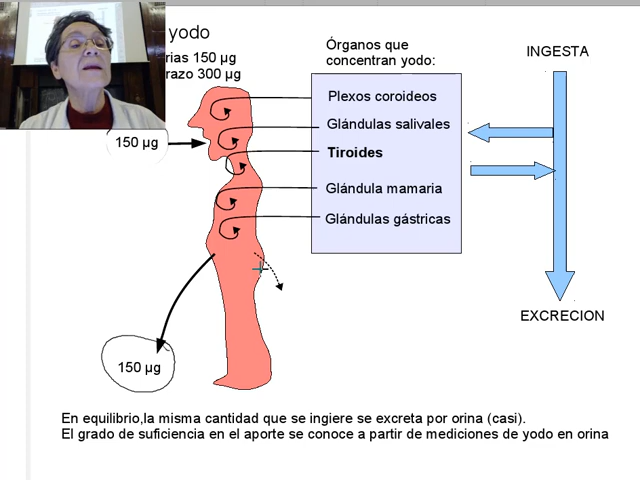 yodo
rias 150 µg
razo 300 µg
Órganos que
concentran yodo:
INGESTA
Plexos coroideos
Glándulas salivales
150 µg
Tiroides
Glándula mamaria
Glándulas gástricas
EXCRECION
150 µg
En equilibrio,la misma cantidad que se ingiere se excreta por orina (casi).
El grado de suficiencia en el aporte se conoce a partir de mediciones de yodo en orina